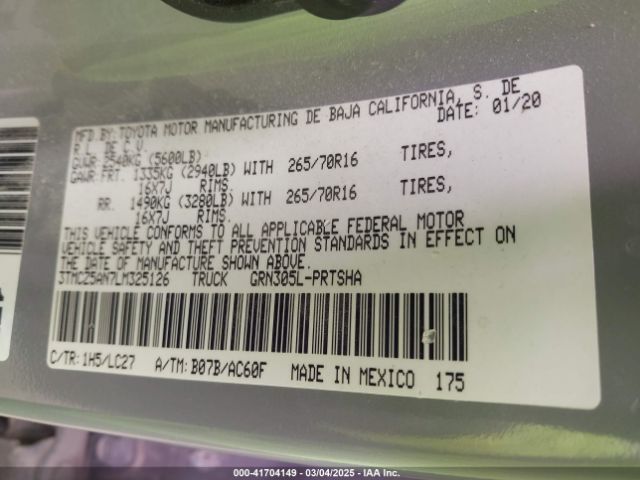 MFD BY: TOYOTA MOTOR MANUFACTURING DE BAJA CALIFORNIA, S. DE
R L. DE C V. DATE: 01/20
GVWR 2540KG (5600LB)
GAWR: FRT. 1335KG (2940LB) WITH 265/70R16 TIRES,
16X7J RIMS.
RR. 1490KG (3280LB) WITH 265/70R16 TIRES,
16X7J RIMS.
THIS VEHICLE CONFORMS TO ALL APPLICABLE FEDERAL MOTOR
VEHICLE SAFETY AND THEFT PREVENTION STANDARDS IN EFFECT ON
THE DATE OF MANUFACTURE SHOWN ABOVE.
3TMCZ5AN7LM325126 TRUCK GRN305L-PRTSHA
C/TR: 1H5/LC27 A/TM: B07B/AC60F MADE IN MEXICO 175
000-41704149 — 03/04/2025 — IAA Inc.